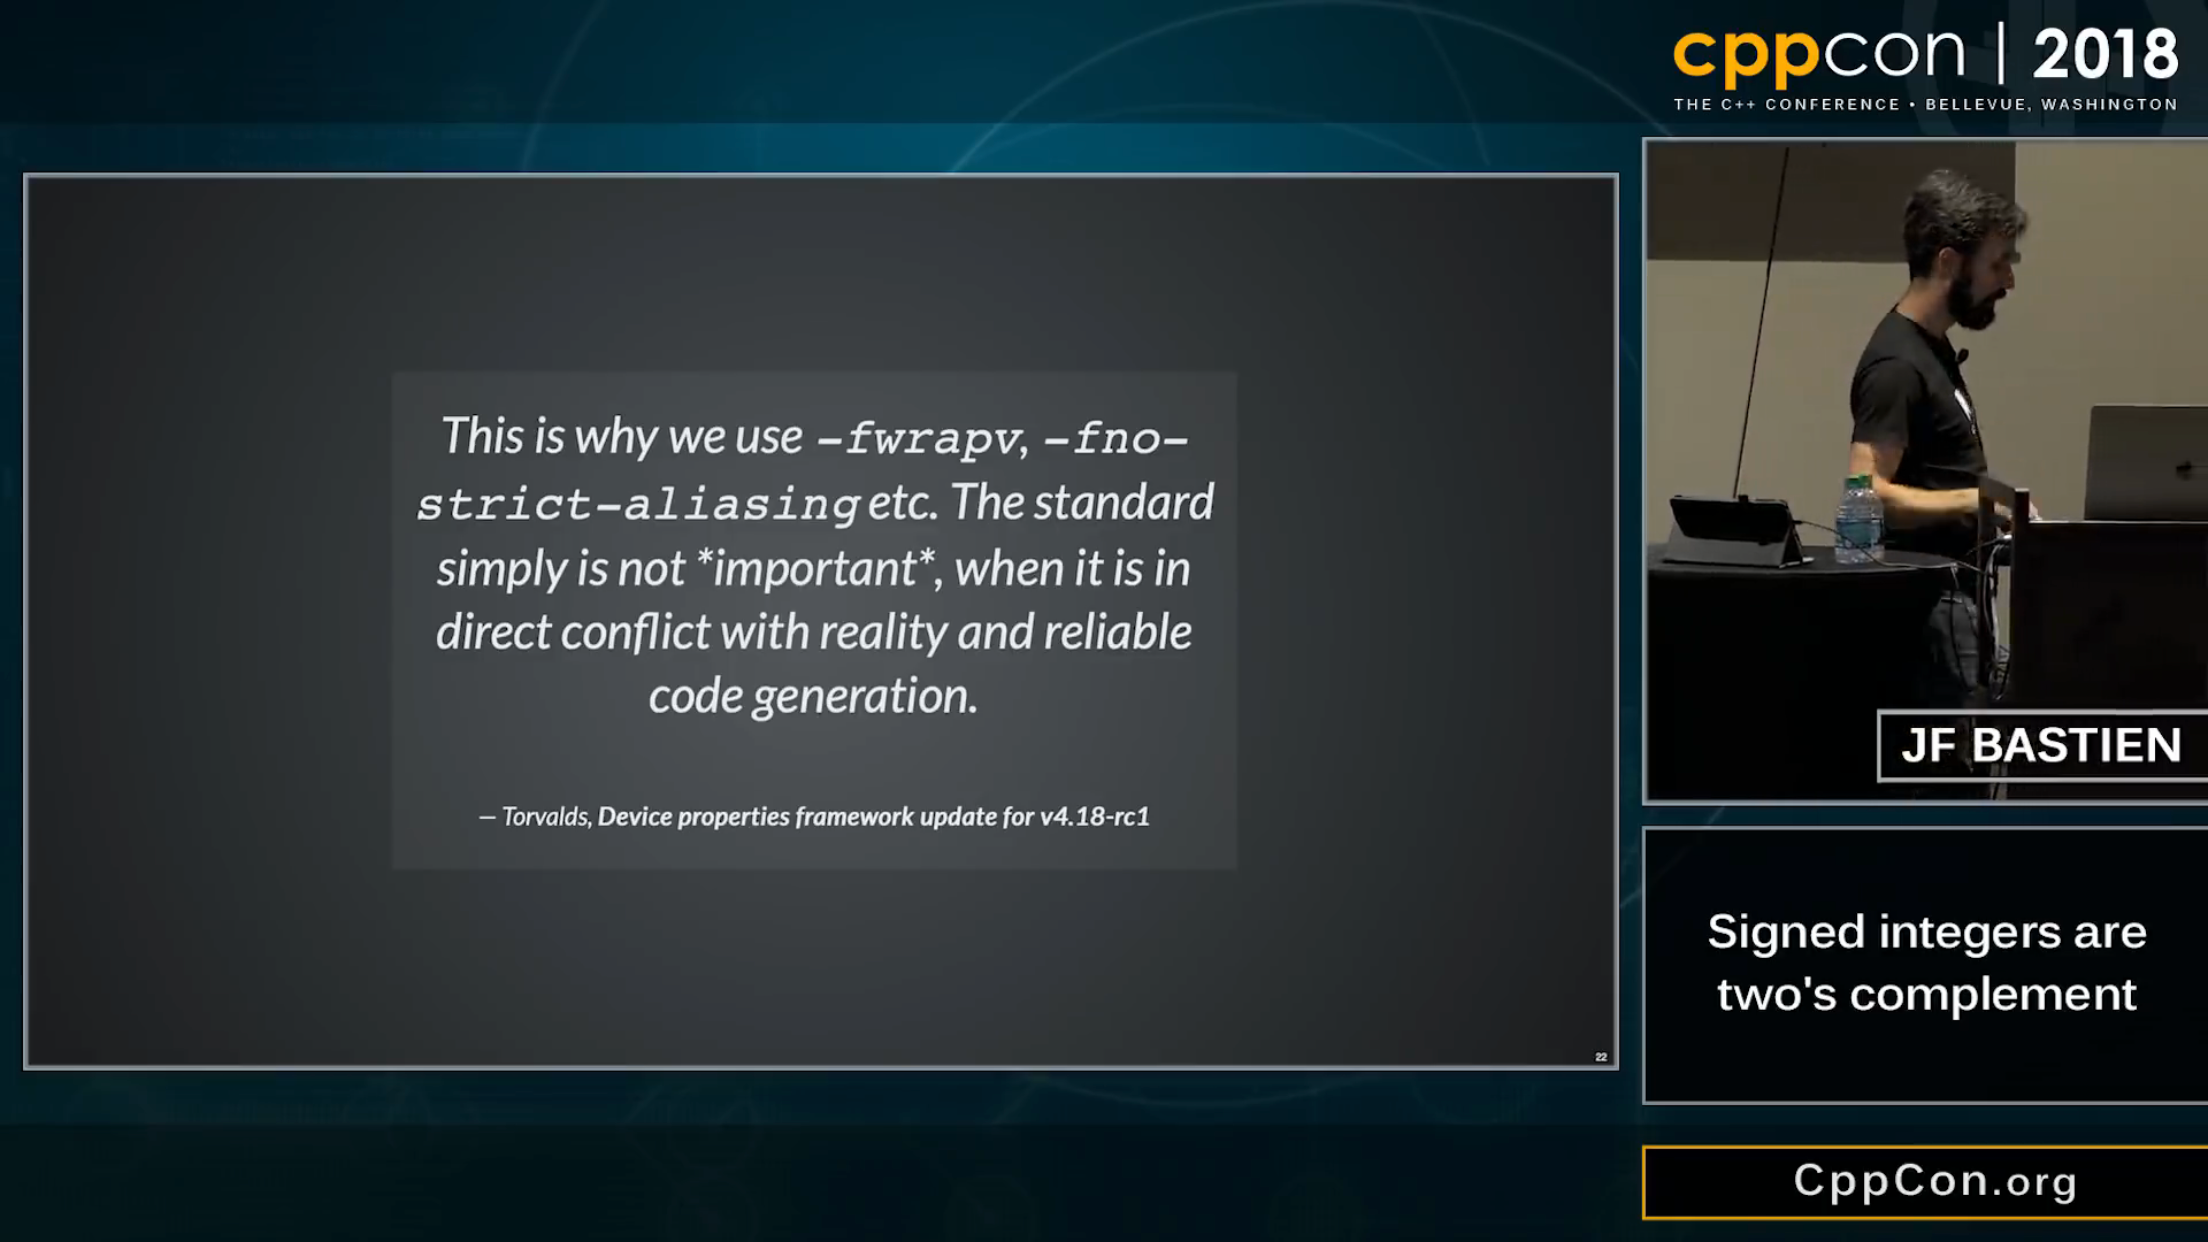 cppcon | 2018
THE C++ CONFERENCE • BELLEVUE, WASHINGTON
This is why we use -fwrapv, -fno-
strict-aliasing etc. The standard
simply is not *important*, when it is in
direct conflict with reality and reliable
code generation.
— Torvalds, Device properties framework update for v4.18-rc1
22
JF BASTIEN
Signed integers are
two's complement
CppCon.org